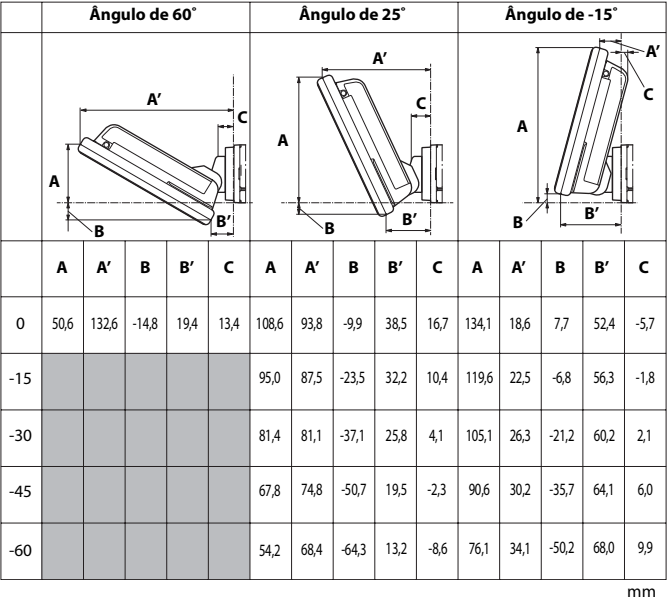 Ângulo de 60˚ Ângulo de 25˚ Ângulo de -15˚
A’ C A B B’
A’ C A B B’
A’ C A B B’
A A’ B B’ C A A’ B B’ C A A’ B B’ C
0 50,6 132,6 -14,8 19,4 13,4 108,6 93,8 -9,9 38,5 16,7 134,1 18,6 7,7 52,4 -5,7
-15 95,0 87,5 -23,5 32,2 10,4 119,6 22,5 -6,8 56,3 -1,8
-30 81,4 81,1 -37,1 25,8 4,1 105,1 26,3 -21,2 60,2 2,1
-45 67,8 74,8 -50,7 19,5 -2,3 90,6 30,2 -35,7 64,1 6,0
-60 54,2 68,4 -64,3 13,2 -8,6 76,1 34,1 -50,2 68,0 9,9
mm